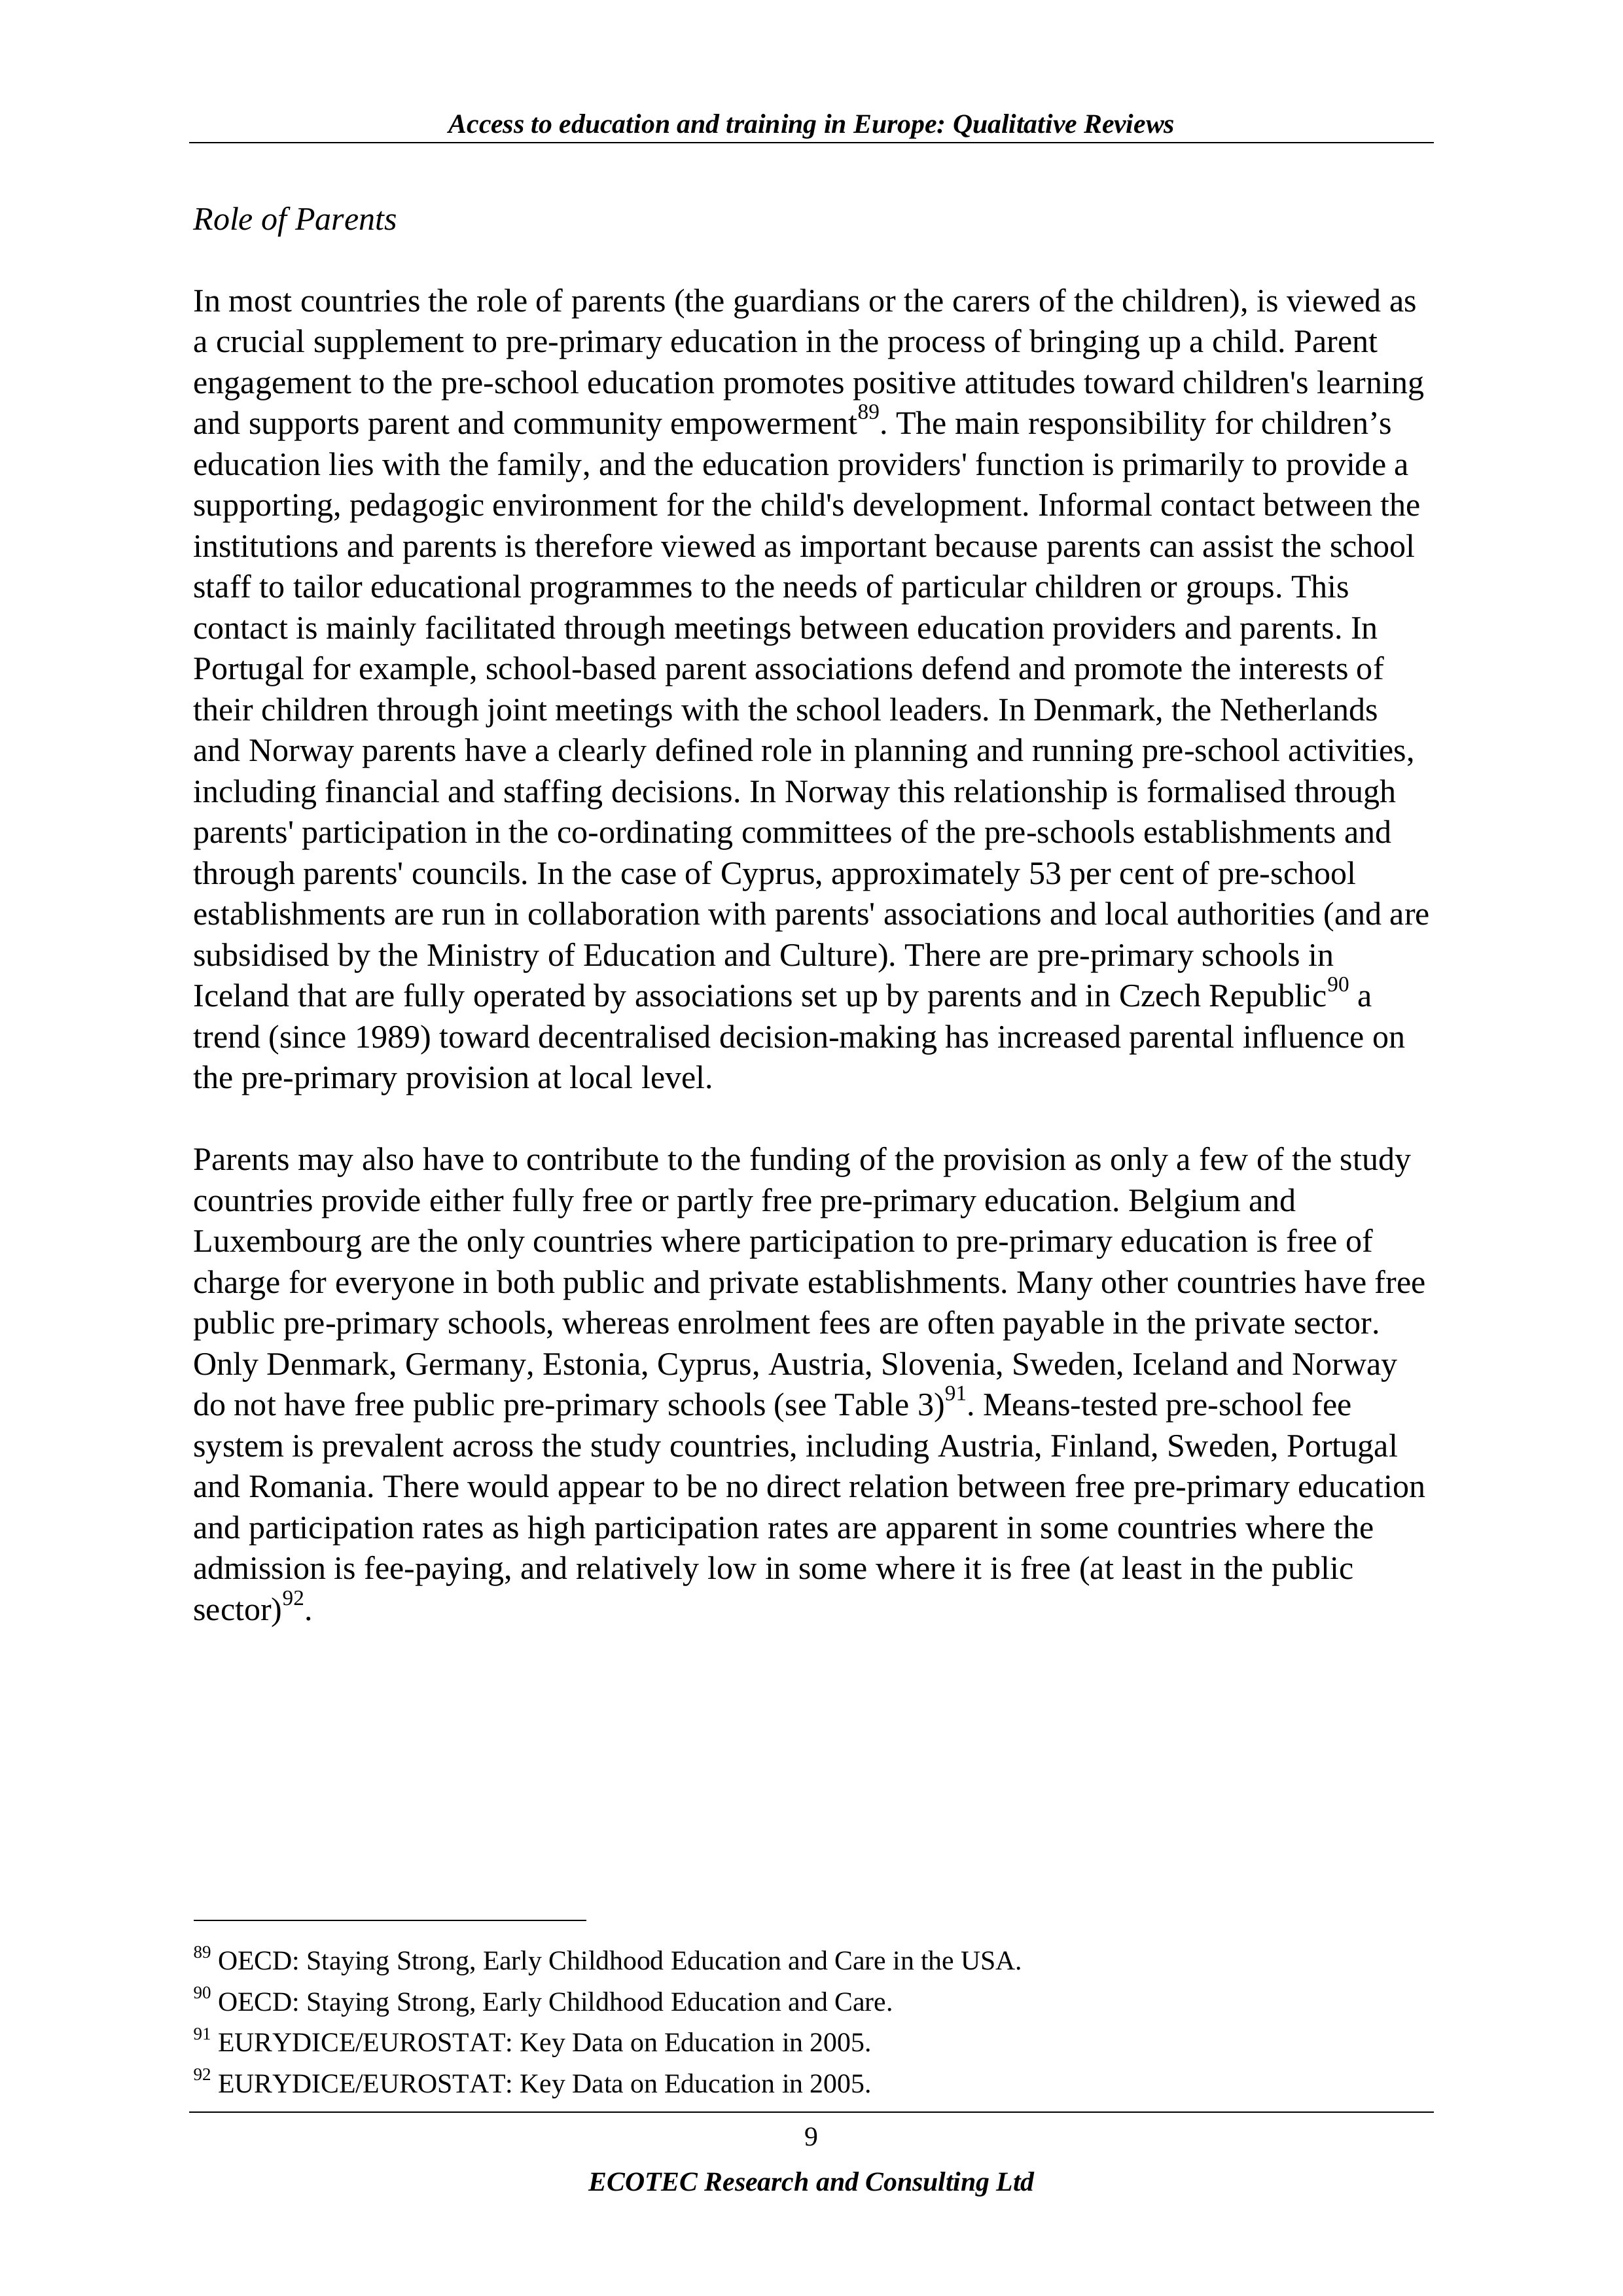 Access to education and training in Europe: Qualitative Reviews
Role of Parents
In most countries the role of parents (the guardians or the carers of the children), is viewed as
a crucial supplement to pre-primary education in the process of bringing up a child. Parent
engagement to the pre-school education promotes positive attitudes toward children's learning
and supports parent and community empowerment89. The main responsibility for children’s
education lies with the family, and the education providers' function is primarily to provide a
supporting, pedagogic environment for the child's development. Informal contact between the
institutions and parents is therefore viewed as important because parents can assist the school
staff to tailor educational programmes to the needs of particular children or groups. This
contact is mainly facilitated through meetings between education providers and parents. In
Portugal for example, school-based parent associations defend and promote the interests of
their children through joint meetings with the school leaders. In Denmark, the Netherlands
and Norway parents have a clearly defined role in planning and running pre-school activities,
including financial and staffing decisions. In Norway this relationship is formalised through
parents' participation in the co-ordinating committees of the pre-schools establishments and
through parents' councils. In the case of Cyprus, approximately 53 per cent of pre-school
establishments are run in collaboration with parents' associations and local authorities (and are
subsidised by the Ministry of Education and Culture). There are pre-primary schools in
Iceland that are fully operated by associations set up by parents and in Czech Republic90 a
trend (since 1989) toward decentralised decision-making has increased parental influence on
the pre-primary provision at local level.
Parents may also have to contribute to the funding of the provision as only a few of the study
countries provide either fully free or partly free pre-primary education. Belgium and
Luxembourg are the only countries where participation to pre-primary education is free of
charge for everyone in both public and private establishments. Many other countries have free
public pre-primary schools, whereas enrolment fees are often payable in the private sector.
Only Denmark, Germany, Estonia, Cyprus, Austria, Slovenia, Sweden, Iceland and Norway
do not have free public pre-primary schools (see Table 3)91. Means-tested pre-school fee
system is prevalent across the study countries, including Austria, Finland, Sweden, Portugal
and Romania. There would appear to be no direct relation between free pre-primary education
and participation rates as high participation rates are apparent in some countries where the
admission is fee-paying, and relatively low in some where it is free (at least in the public
sector)92.
89 OECD: Staying Strong, Early Childhood Education and Care in the USA.
90 OECD: Staying Strong, Early Childhood Education and Care.
91 EURYDICE/EUROSTAT: Key Data on Education in 2005.
92 EURYDICE/EUROSTAT: Key Data on Education in 2005.
9
ECOTEC Research and Consulting Ltd